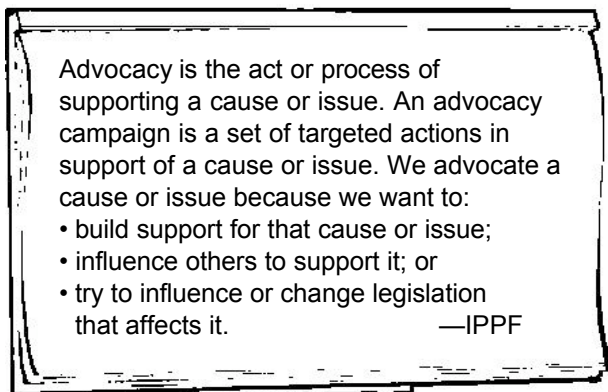 Advocacy is the act or process of
supporting a cause or issue. An advocacy
campaign is a set of targeted actions in
support of a cause or issue. We advocate a
cause or issue because we want to:
• build support for that cause or issue;
• influence others to support it; or
• try to influence or change legislation
that affects it. —IPPF